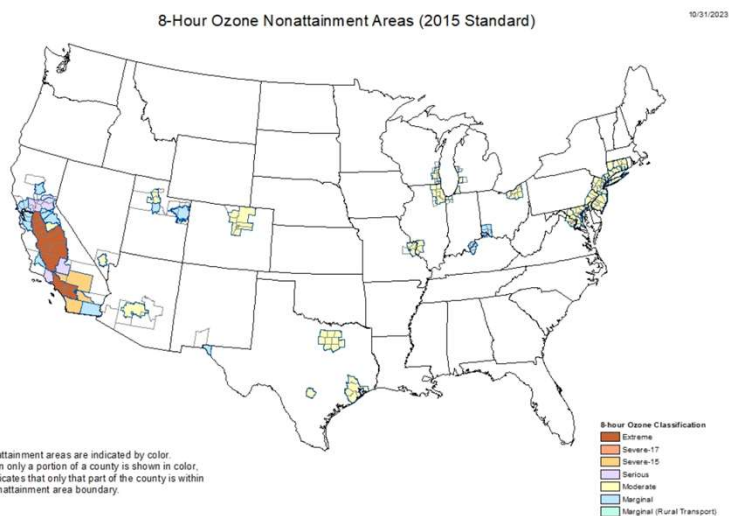 8-Hour Ozone Nonattainment Areas (2015 Standard)
10/31/2023
ttainment areas are indicated by color.
n only a portion of a county is shown in color,
icates that only that part of the county is within
nattainment area boundary.
8-hour Ozone Classification
Extreme
Severe-17
Severe-15
Serious
Moderate
Marginal
Marginal (Rural Transport)